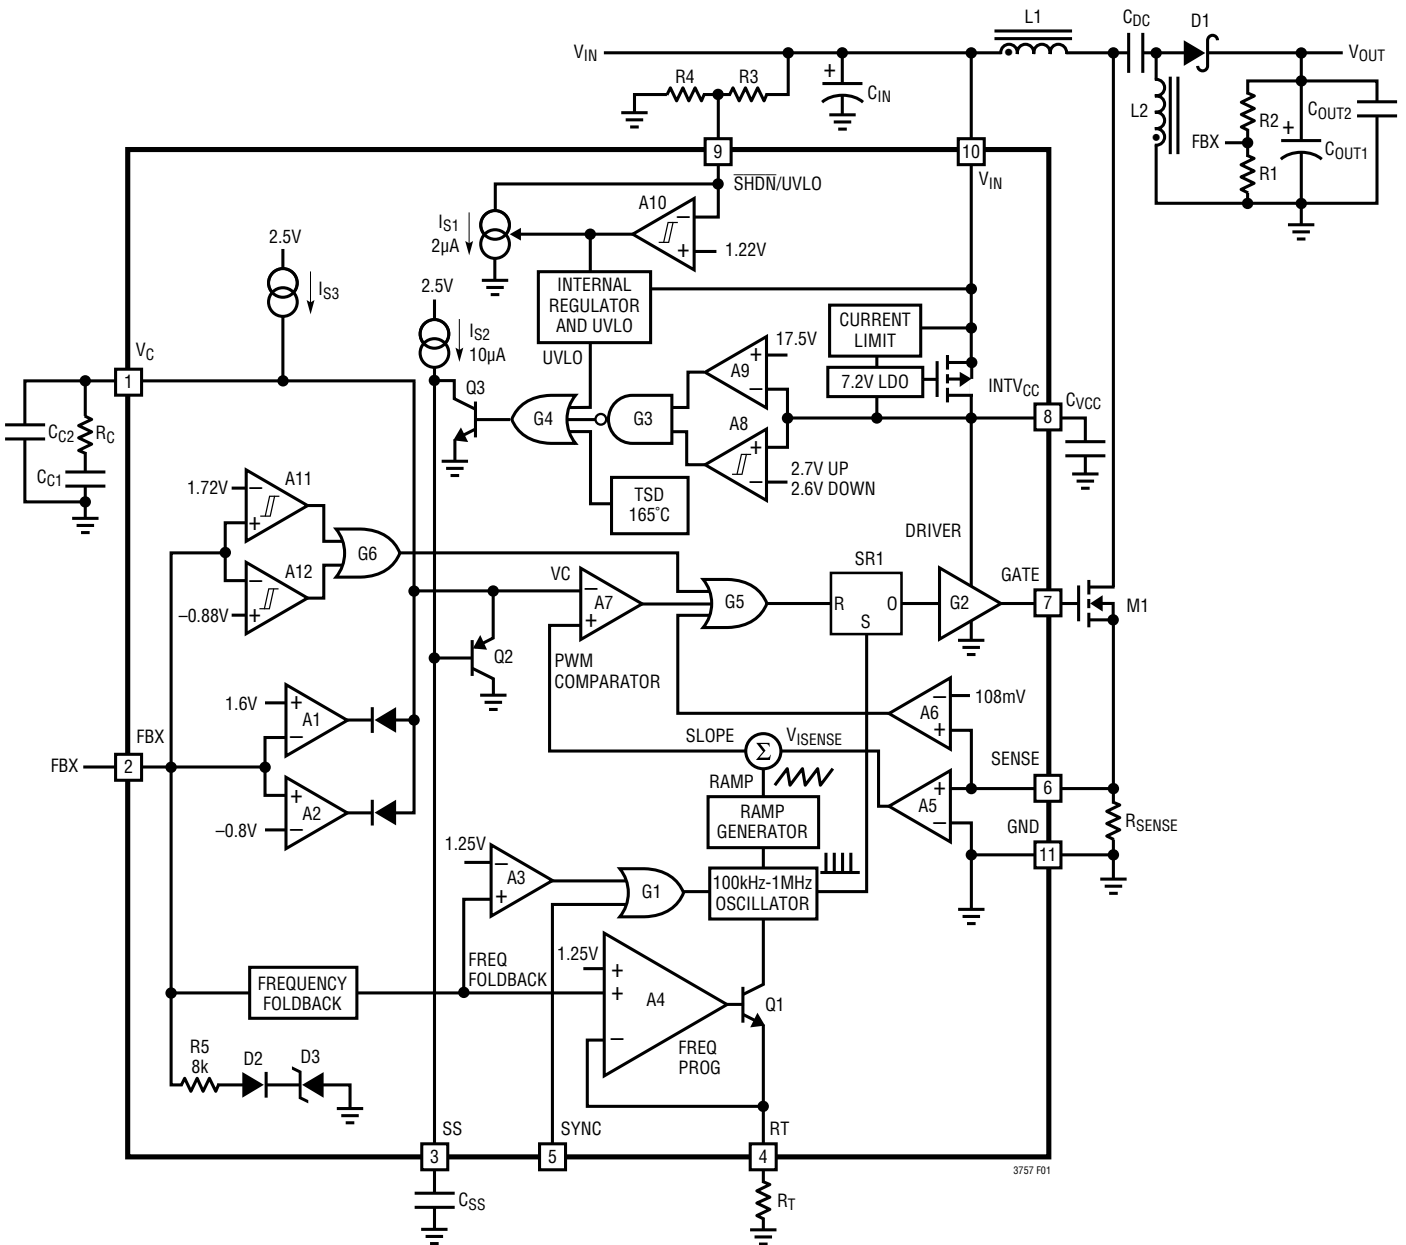 L1
CDC
D1
VIN
VOUT
R4
R3
CIN
L2
R2
+
COUT2
FBX
COUT1
R1
+
9
10
SHDN/UVLO
VIN
A10
IS1
2µA
–
+
1.22V
2.5V
IS3
2.5V
INTERNAL
REGULATOR
AND UVLO
CURRENT
LIMIT
17.5V
IS2
10µA
UVLO
VC
1
Q3
A9
+
–
7.2V LDO
INTVCC
8
CVCC
G4
G3
A8
+
–
2.7V UP
2.6V DOWN
CC2
RC
CC1
TSD
165˚C
1.72V
–
+
A11
G6
A12
–
+
–0.88V
DRIVER
SR1
GATE
VC
–
A7
+
G5
R
O
S
G2
7
M1
Q2
PWM
COMPARATOR
1.6V
+
A1
–
108mV
–
A6
+
SLOPE
Σ
VISENSE
SENSE
6
FBX
FBX
2
+
A2
–
–0.8V
RAMP
RAMP
GENERATOR
+
A5
–
GND
11
RSENSE
1.25V
–
A3
+
G1
100kHz-1MHz
OSCILLATOR
FREQ
FOLDBACK
1.25V
+
+
A4
–
Q1
FREQ
PROG
FREQUENCY
FOLDBACK
R5
8k
D2
D3
SS
3
SYNC
5
RT
4
3757 F01
CSS
RT